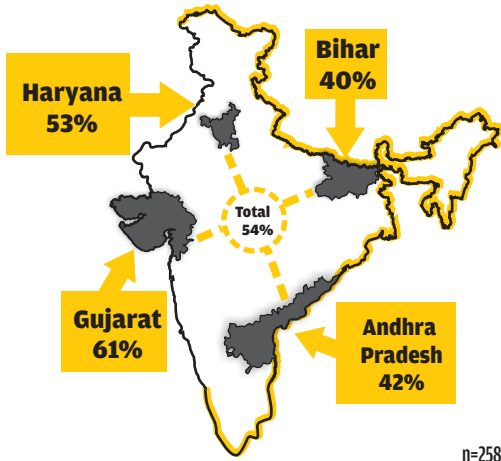 Bihar
40%
Haryana
53%
Total
54%
Gujarat
61%
Andhra
Pradesh
42%
n=258